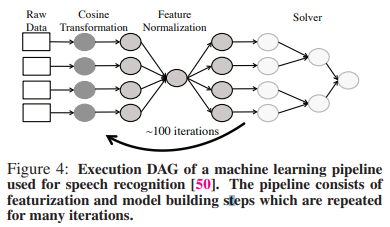 Raw Data
Cosine Transformation
Feature Normalization
Solver
~100 iterations
Figure 4: Execution DAG of a machine learning pipeline
used for speech recognition [50]. The pipeline consists of
featurization and model building steps which are repeated
for many iterations.